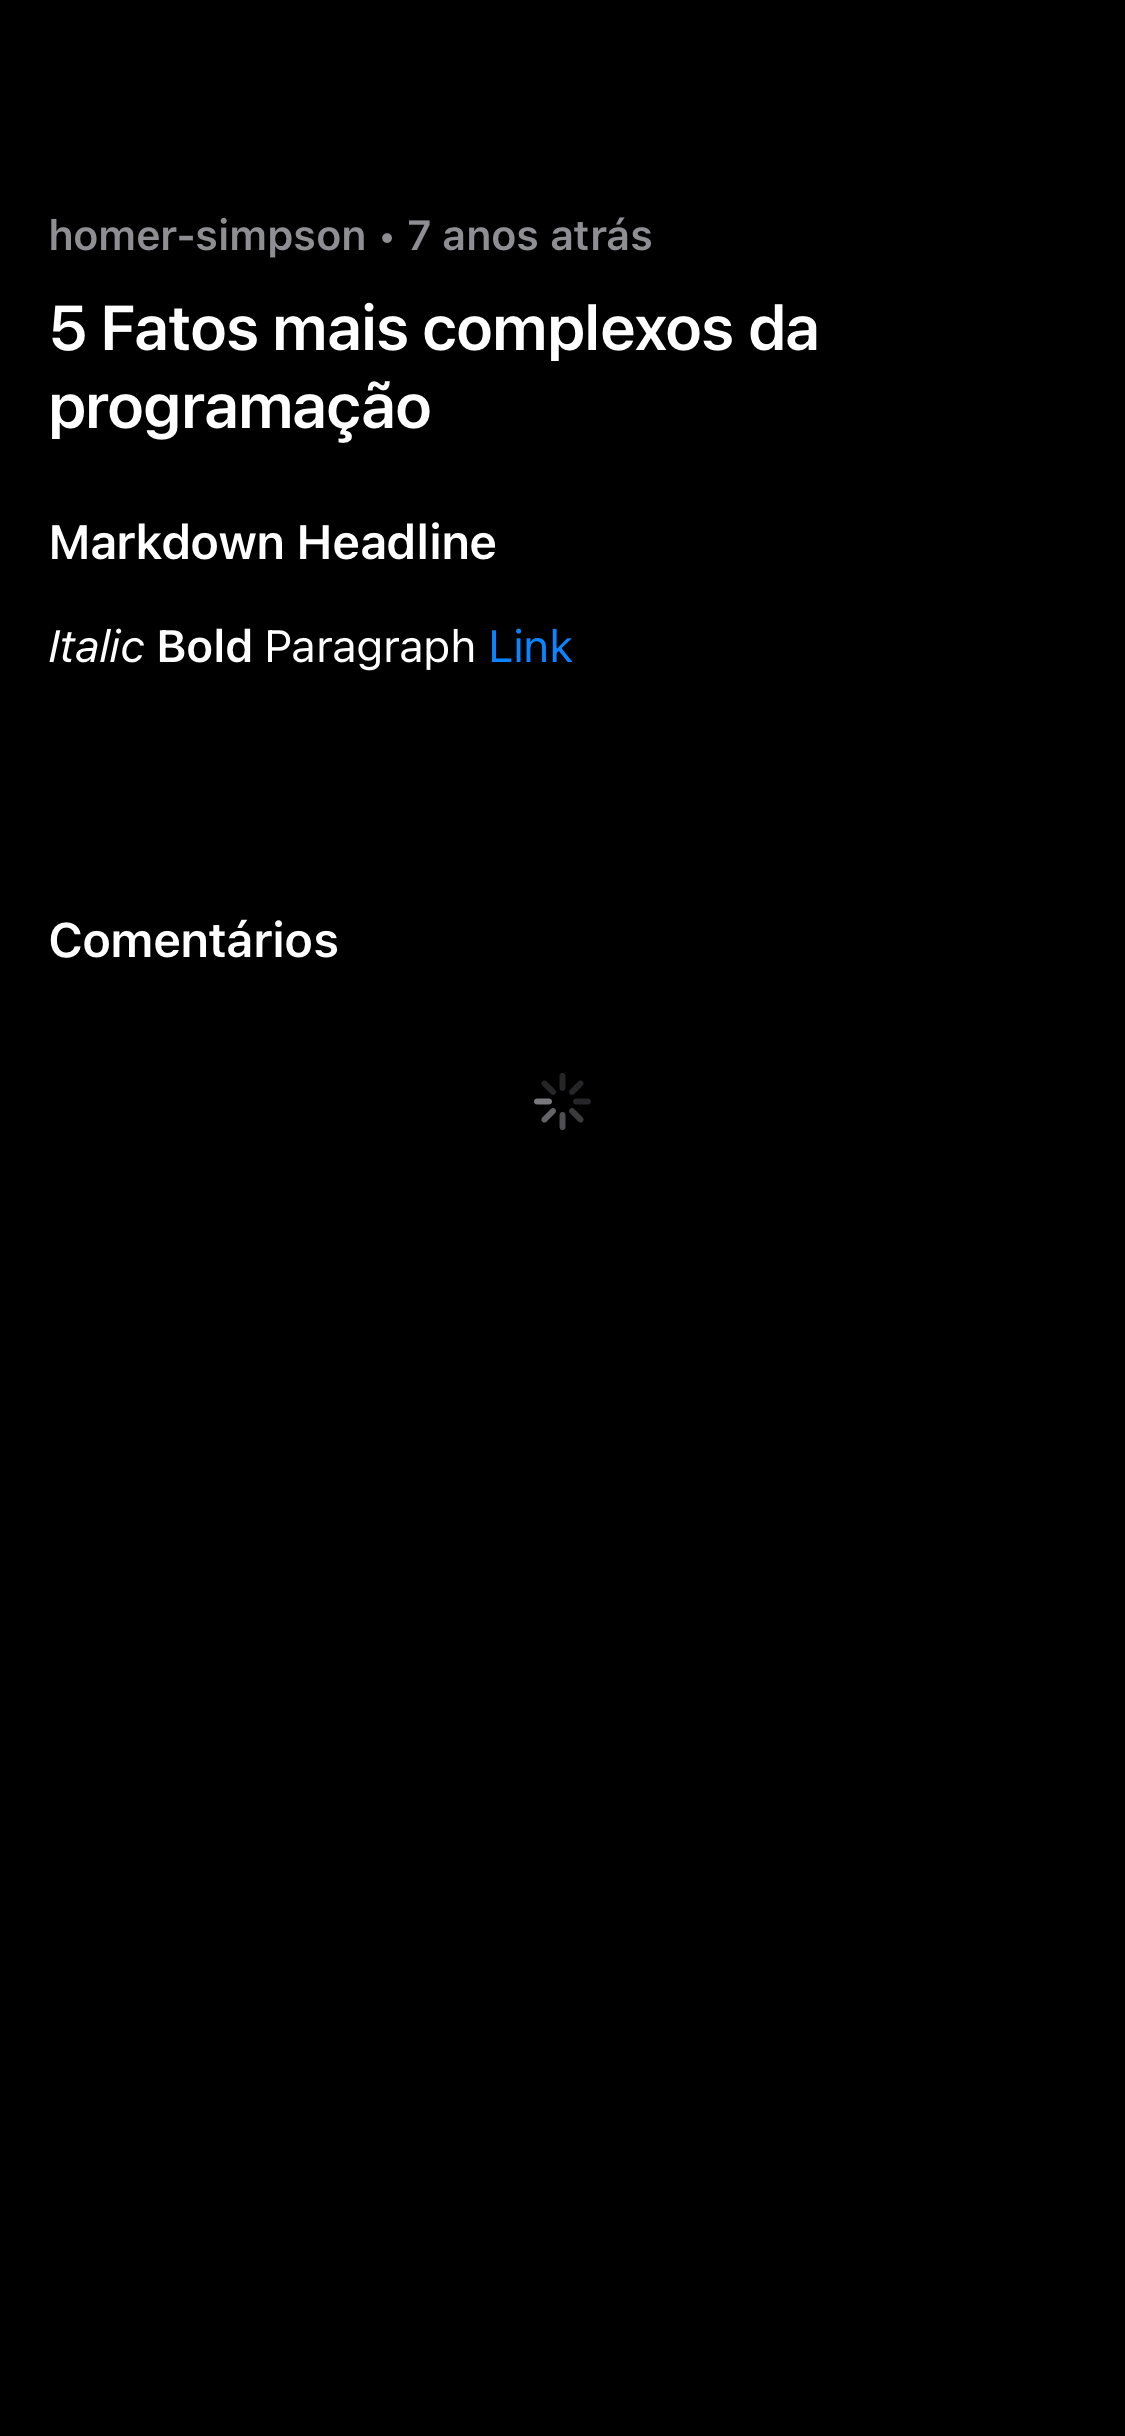 homer-simpson • 7 anos atrás
5 Fatos mais complexos da
programação
Markdown Headline
Italic Bold Paragraph Link
Comentários